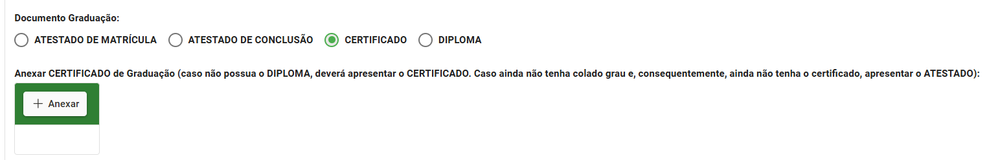 Documento Graduação:
ATESTADO DE MATRÍCULA ATESTADO DE CONCLUSÃO CERTIFICADO DIPLOMA
Anexar CERTIFICADO de Graduação (caso não possua o DIPLOMA, deverá apresentar o CERTIFICADO. Caso ainda não tenha colado grau e, consequentemente, ainda não tenha o certificado, apresentar o ATESTADO):
Anexar